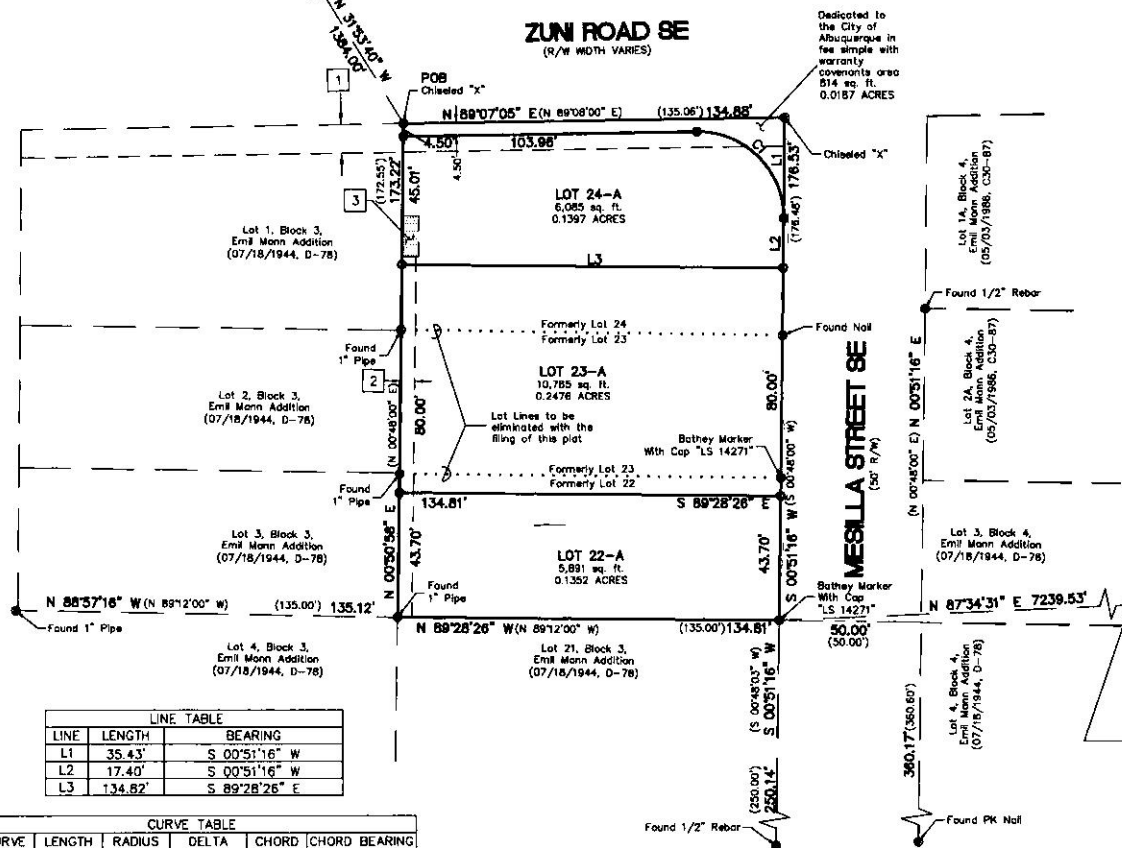 N 31°53'40" W
1384.00'
ZUNI ROAD SE
(R/W WIDTH VARIES)
Dedicated to
the City of
Albuquerque in
fee simple with
warranty
covenants area
814 sq. ft.
0.0187 ACRES
1
POB
Chiseled "X"
N 89°07'05" E (N 89°08'00" E)
(135.06') 134.88'
4.50'
103.96'
4.50'
L1
176.53'
(176.48')
Chiseled "X"
(172.55')
173.22'
45.01'
3
LOT 24-A
6,085 sq. ft.
0.1397 ACRES
L2
L3
Lot 1, Block 3,
Emil Mann Addition
(07/18/1944, D-78)
Lot 1A, Block 4,
Emil Mann Addition
(05/03/1986, C30-87)
Found 1/2" Rebar
Formerly Lot 24
Formerly Lot 23
Found Nail
Found
1" Pipe
LOT 23-A
10,785 sq. ft.
0.2476 ACRES
2
Lot 2, Block 3,
Emil Mann Addition
(07/18/1944, D-78)
(N 00°48'00" E)
80.00'
Lot Lines to be
eliminated with the
filing of this plat
80.00'
(S 00°48'00" W)
Bathey Marker
With Cap "LS 14271"
MESILLA STREET SE
(50' R/W)
(N 00°48'00" E) N 00°51'16" E
Lot 2A, Block 4,
Emil Mann Addition
(05/03/1986, C30-87)
Formerly Lot 23
Formerly Lot 22
Found
1" Pipe
134.81'
S 89°28'26" E
Lot 3, Block 3,
Emil Mann Addition
(07/18/1944, D-78)
N 00°50'58" E
43.70'
LOT 22-A
5,891 sq. ft.
0.1352 ACRES
43.70'
S 00°51'16" W
Lot 3, Block 4,
Emil Mann Addition
(07/18/1944, D-78)
Found
1" Pipe
Bathey Marker
With Cap
"LS 14271"
N 88°57'16" W (N 89°12'00" W)
(135.00') 135.12'
N 89°28'26" W (N 89°12'00" W)
(135.00') 134.81'
50.00'
(50.00')
N 87°34'31" E 7239.53'
Found 1" Pipe
Lot 4, Block 3,
Emil Mann Addition
(07/18/1944, D-78)
Lot 21, Block 3,
Emil Mann Addition
(07/18/1944, D-78)
(S 00°48'03" W)
S 00°51'16" W
Lot 4, Block 4,
Emil Mann Addition
(07/18/1944, D-78)
360.17' (360.60')
(250.00')
250.14'
Found 1/2" Rebar
Found PK Nail
LINE TABLE
LINE LENGTH BEARING
L1 35.43' S 00°51'16" W
L2 17.40' S 00°51'16" W
L3 134.82' S 89°28'26" E
CURVE TABLE
LENGTH RADIUS DELTA CHORD CHORD BEARING